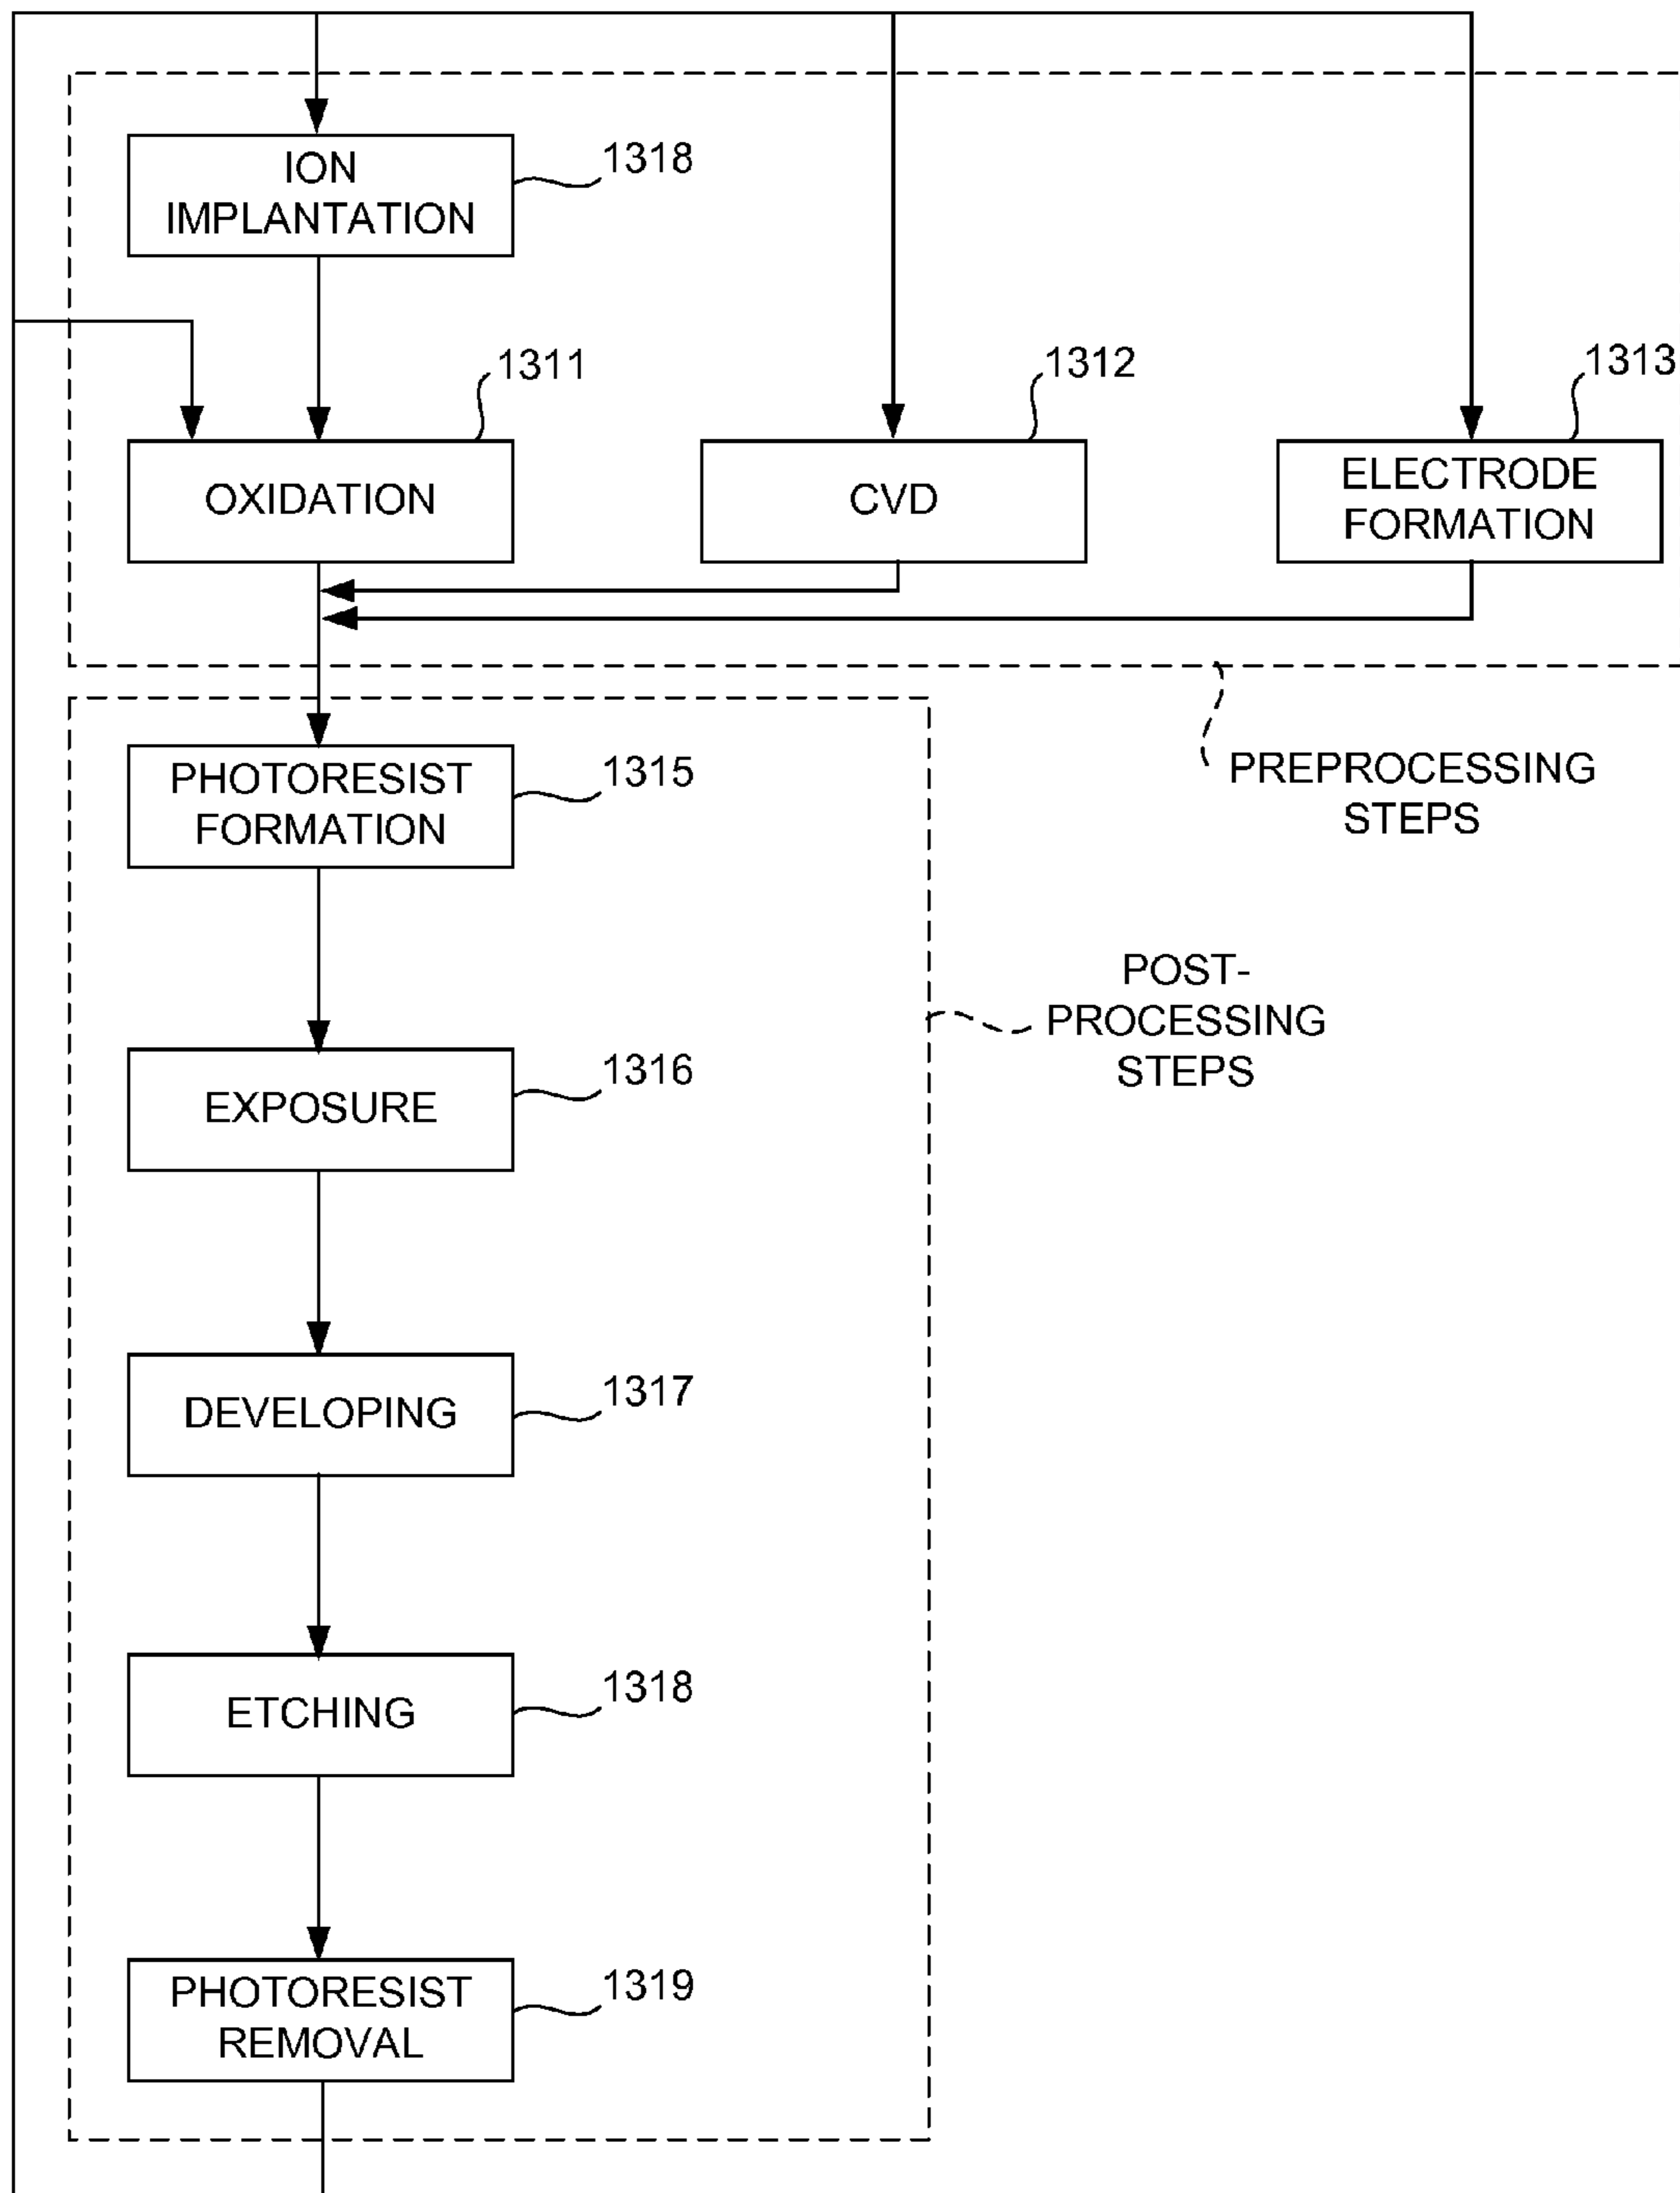 ION
IMPLANTATION
1318
1311
1312
1313
OXIDATION
CVD
ELECTRODE
FORMATION
PHOTORESIST
FORMATION
1315
PREPROCESSING
STEPS
POST-
PROCESSING
STEPS
EXPOSURE
1316
DEVELOPING
1317
ETCHING
1318
PHOTORESIST
REMOVAL
1319